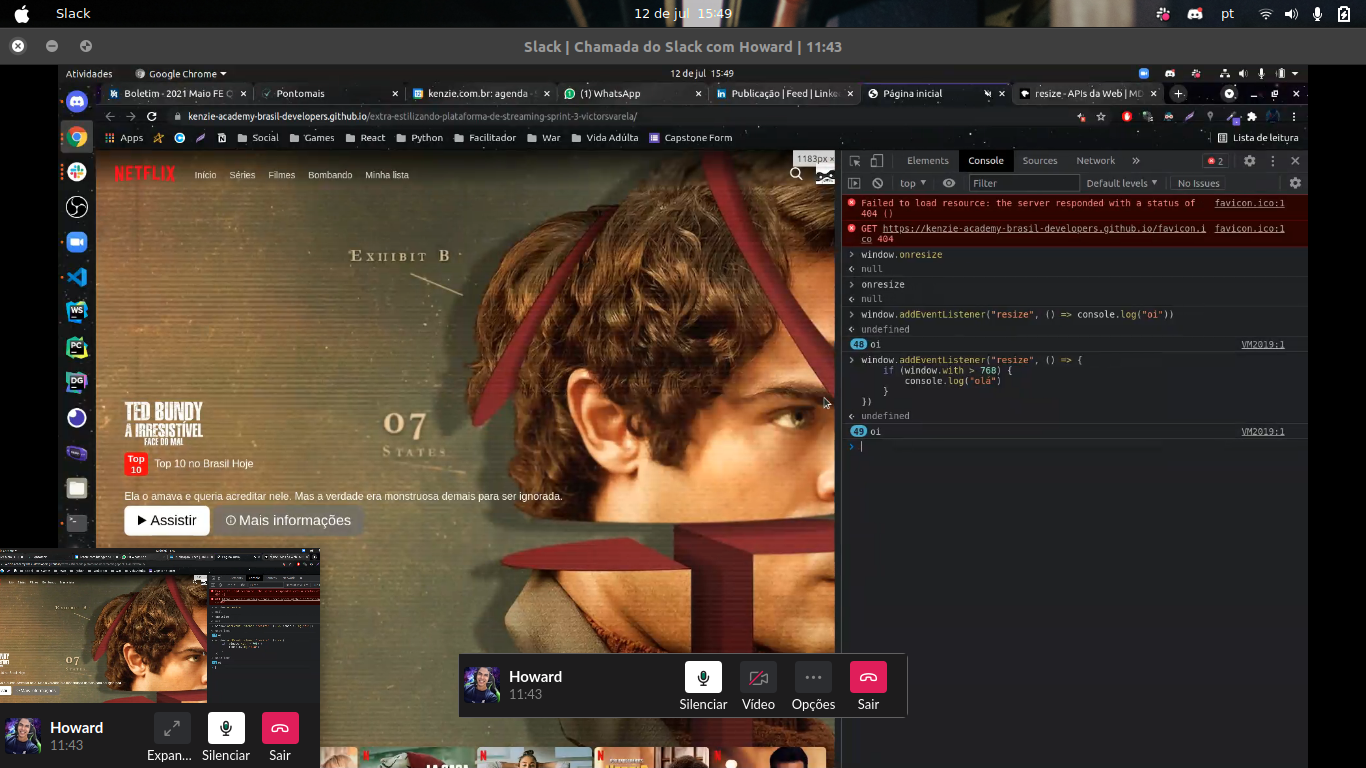 Slack
12 de jul 15:49
pt
Slack | Chamada do Slack com Howard | 11:43
Atividades
Google Chrome
12 de jul 15:49
Boletim - 2021 Maio FE Q
Pontomais
kenzie.com.br: agenda -
(1) WhatsApp
Publicação | Feed | Linke
Página inicial
resize - APIs da Web | MD
kenzie-academy-brasil-developers.github.io/extra-estilizando-plataforma-de-streaming-sprint-3-victorsvarela/
Apps
Social
Games
React
Python
Facilitador
War
Vida Adúlta
Capstone Form
Lista de leitura
NETFLIX
Início
Séries
Filmes
Bombando
Minha lista
1183px ×
EXHIBIT B
07
STATES
TED BUNDY
A IRRESISTÍVEL
FACE DO MAL
Top
10
Top 10 no Brasil Hoje
Ela o amava e queria acreditar nele. Mas a verdade era monstruosa demais para ser ignorada.
Assistir
Mais informações
Elements
Console
Sources
Network
2
top
Filter
Default levels
No Issues
Failed to load resource: the server responded with a status of
404 ()
favicon.ico:1
GET https://kenzie-academy-brasil-developers.github.io/favicon.i
co 404
favicon.ico:1
window.onresize
null
onresize
null
window.addEventListener("resize", () => console.log("oi"))
undefined
48 oi
VM2019:1
window.addEventListener("resize", () => {
if (window.with > 768) {
console.log("olá")
}
})
undefined
49 oi
VM2019:1
WS
PC
DG
Howard
11:43
Silenciar
Vídeo
Opções
Sair
Howard
11:43
Expan...
Silenciar
Sair